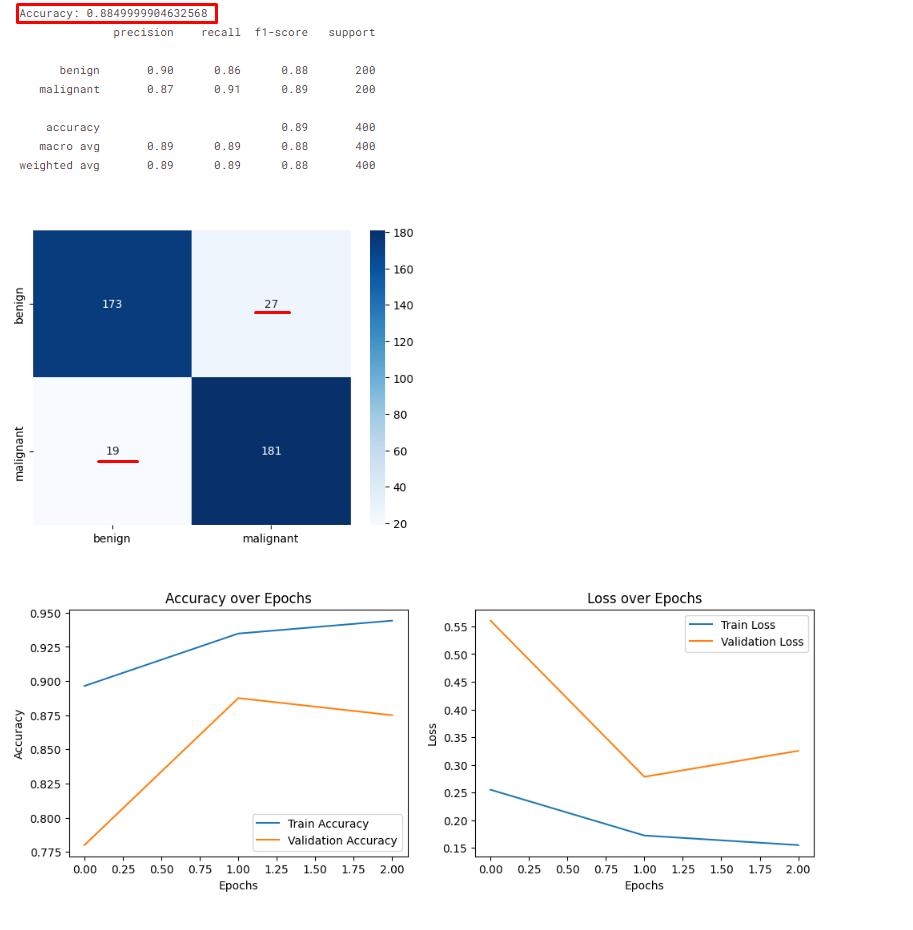 Accuracy: 0.8849999904632568
precision recall f1-score support
benign 0.90 0.86 0.88 200
malignant 0.87 0.91 0.89 200
accuracy 0.89 400
macro avg 0.89 0.89 0.88 400
weighted avg 0.89 0.89 0.88 400
benign
malignant
173 27
19 181
benign malignant
180
160
140
120
100
80
60
40
20
Accuracy over Epochs
Accuracy
0.950
0.925
0.900
0.875
0.850
0.825
0.800
0.775
Train Accuracy
Validation Accuracy
0.00 0.25 0.50 0.75 1.00 1.25 1.50 1.75 2.00
Epochs
Loss over Epochs
Loss
0.55
0.50
0.45
0.40
0.35
0.30
0.25
0.20
0.15
Train Loss
Validation Loss
0.00 0.25 0.50 0.75 1.00 1.25 1.50 1.75 2.00
Epochs